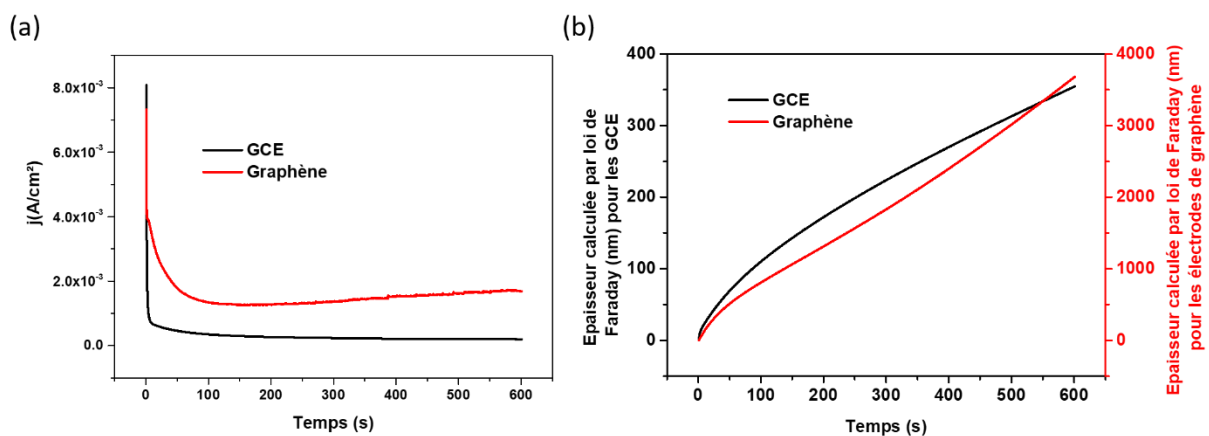 (a)
j(A/cm²)
8.0x10⁻³
6.0x10⁻³
4.0x10⁻³
2.0x10⁻³
0.0
GCE
Graphène
0 100 200 300 400 500 600
Temps (s)
(b)
Epaisseur calculée par loi de
Faraday (nm) pour les GCE
400
300
200
100
0
GCE
Graphène
0 100 200 300 400 500 600
Temps (s)
4000
3000
2000
1000
0
Epaisseur calculée par loi de Faraday (nm)
pour les électrodes de graphène